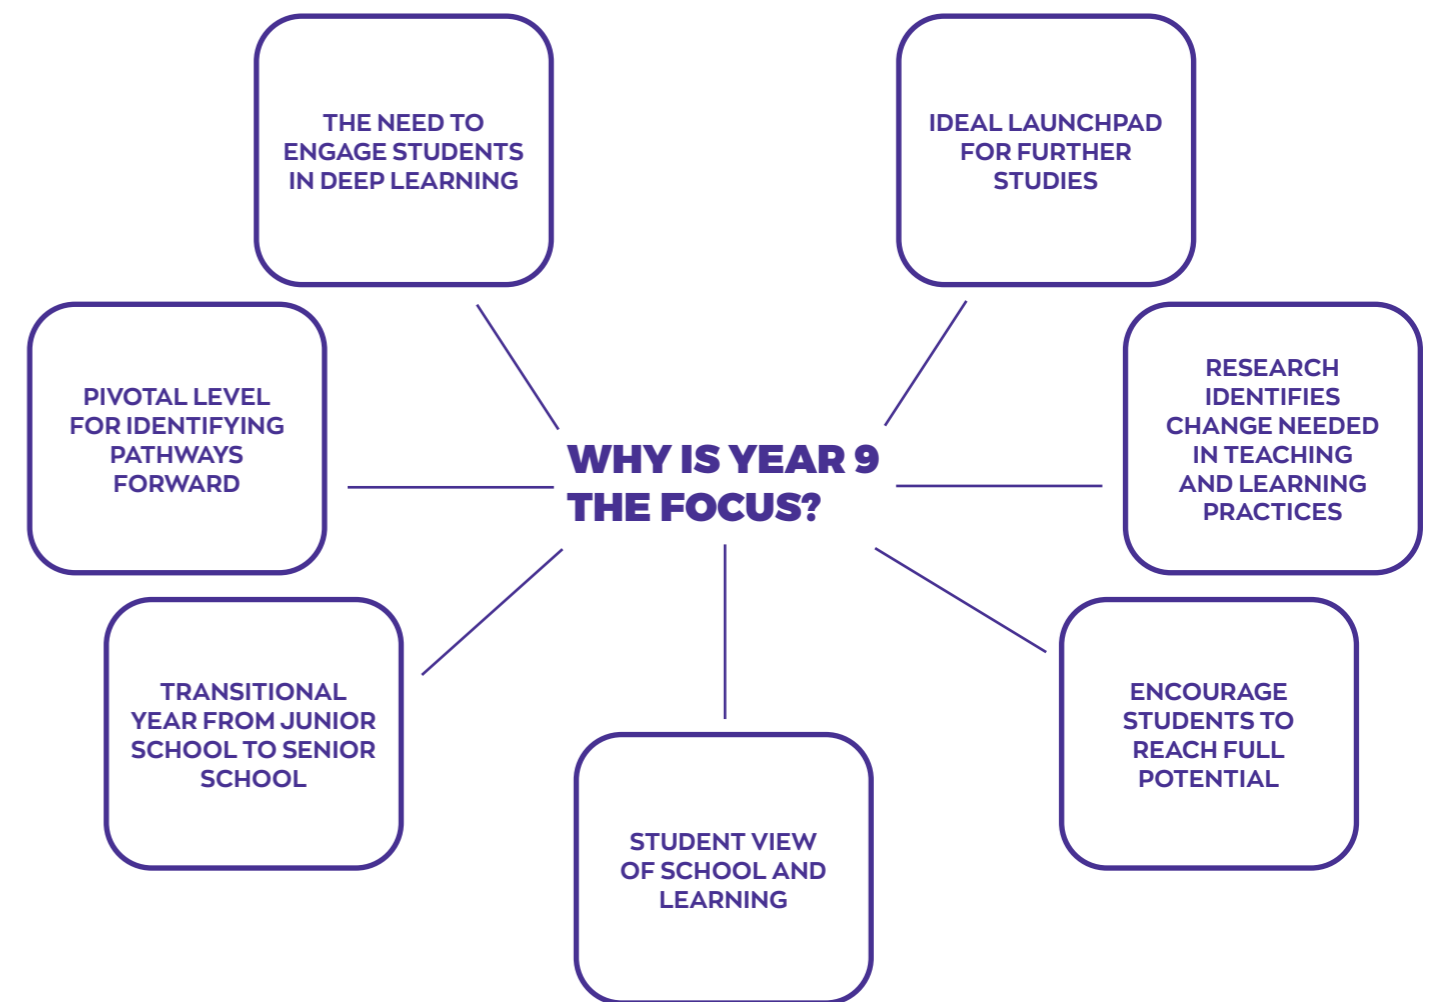 THE NEED TO
ENGAGE STUDENTS
IN DEEP LEARNING
IDEAL LAUNCHPAD
FOR FURTHER
STUDIES
PIVOTAL LEVEL
FOR IDENTIFYING
PATHWAYS
FORWARD
WHY IS YEAR 9
THE FOCUS?
RESEARCH
IDENTIFIES
CHANGE NEEDED
IN TEACHING
AND LEARNING
PRACTICES
TRANSITIONAL
YEAR FROM JUNIOR
SCHOOL TO SENIOR
SCHOOL
STUDENT VIEW
OF SCHOOL AND
LEARNING
ENCOURAGE
STUDENTS TO
REACH FULL
POTENTIAL